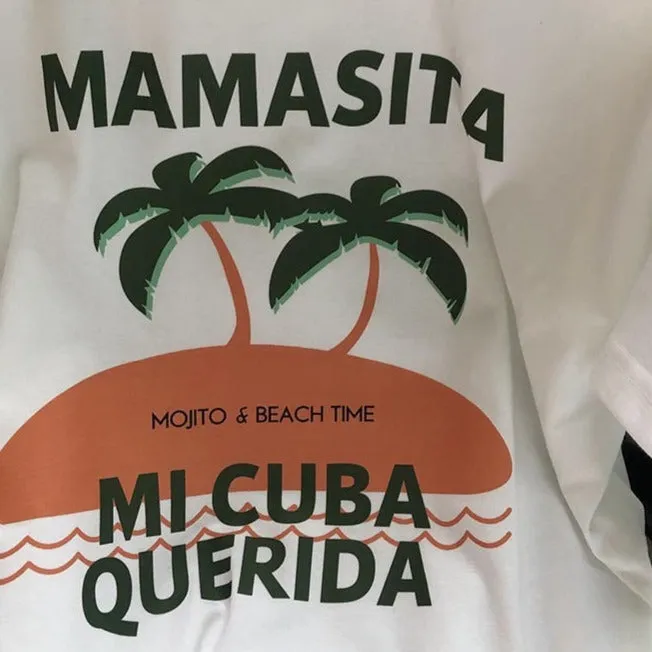 MAMASITA
MOJITO & BEACH TIME
MI CUBA
QUERIDA